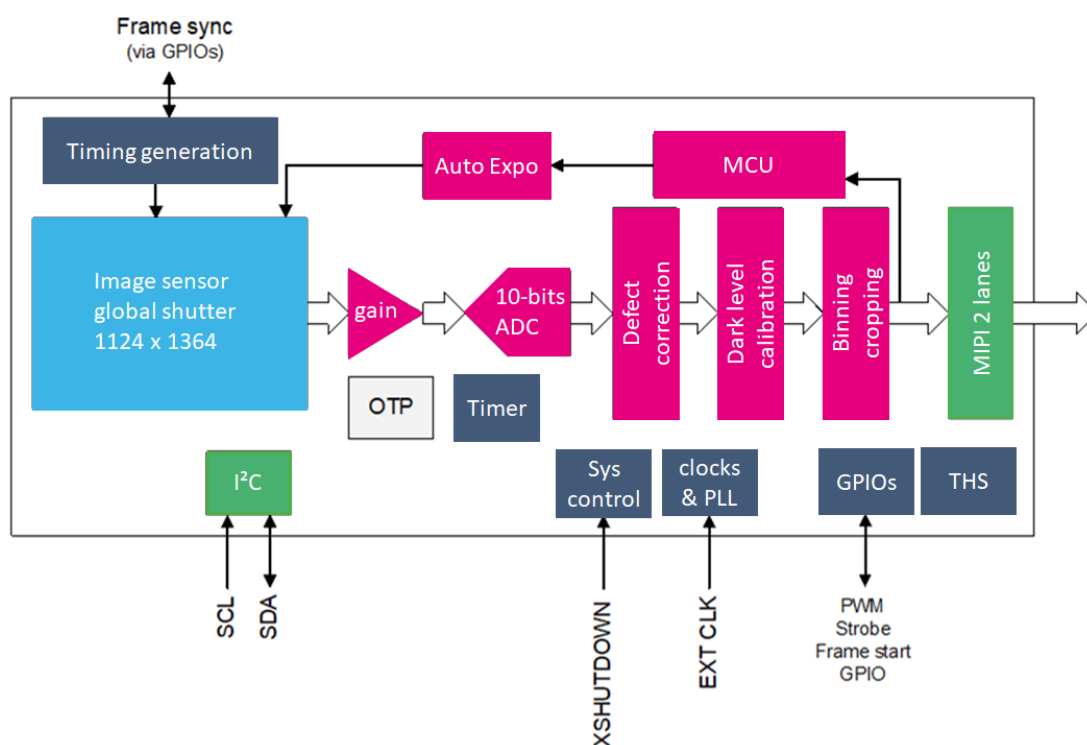 Frame sync
(via GPIOs)
Timing generation
Auto Expo
MCU
Image sensor
global shutter
1124 x 1364
gain
10-bits
ADC
Defect
correction
Dark level
calibration
Binning
cropping
MIPI 2 lanes
OTP
Timer
I²C
Sys
control
clocks
& PLL
GPIOs
THS
SCL
SDA
XSHUTDOWN
EXT CLK
PWM
Strobe
Frame start
GPIO